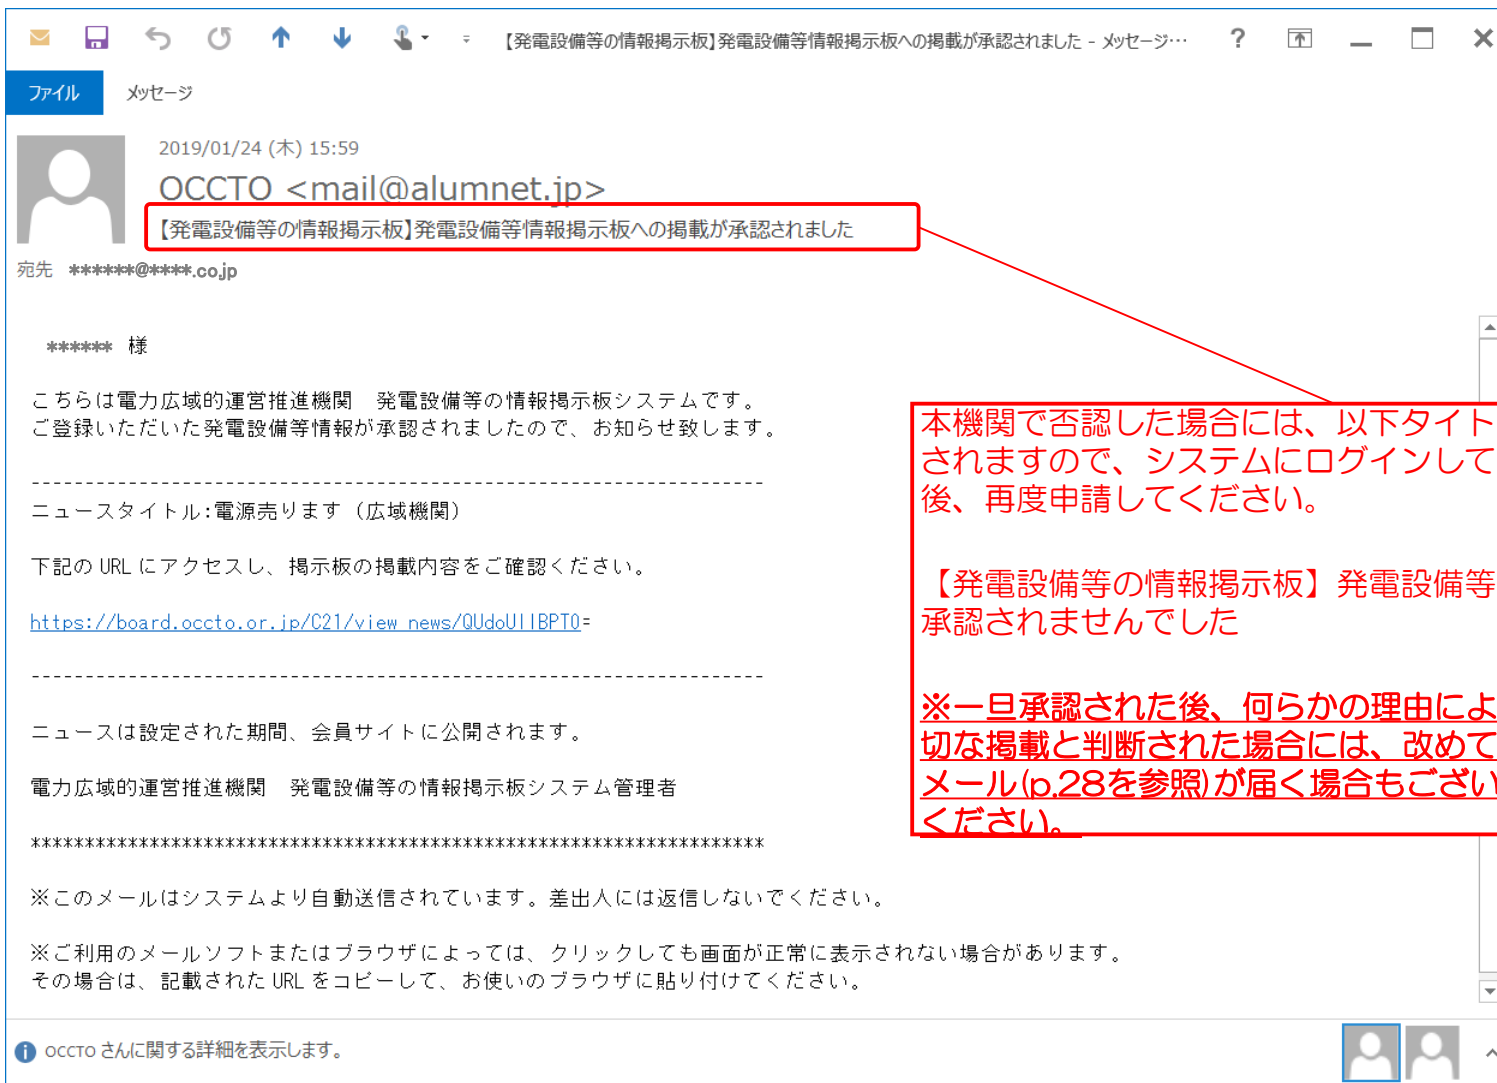 【発電設備等の情報掲示板】発電設備等情報掲示板への掲載が承認されました - メッセージ…
ファイル メッセージ
2019/01/24 (木) 15:59
OCCTO <mail@alumnet.jp>
【発電設備等の情報掲示板】発電設備等情報掲示板への掲載が承認されました
宛先 ******@****.co.jp
****** 様
こちらは電力広域的運営推進機関 発電設備等の情報掲示板システムです。
ご登録いただいた発電設備等情報が承認されましたので、お知らせ致します。
--------------------------------------------------------------------
ニュースタイトル:電源売ります（広域機関）
下記の URL にアクセスし、掲示板の掲載内容をご確認ください。
https://board.occto.or.jp/C21/view_news/QUdoUllBPT0=
--------------------------------------------------------------------
ニュースは設定された期間、会員サイトに公開されます。
電力広域的運営推進機関 発電設備等の情報掲示板システム管理者
********************************************************************
※このメールはシステムより自動送信されています。差出人には返信しないでください。
※ご利用のメールソフトまたはブラウザによっては、クリックしても画面が正常に表示されない場合があります。
その場合は、記載された URL をコピーして、お使いのブラウザに貼り付けてください。
本機関で否認した場合には、以下タイト
されますので、システムにログインして
後、再度申請してください。
【発電設備等の情報掲示板】発電設備等
承認されませんでした
※一旦承認された後、何らかの理由によ
切な掲載と判断された場合には、改めて
メール(p.28を参照)が届く場合もござい
ください。
OCCTO さんに関する詳細を表示します。